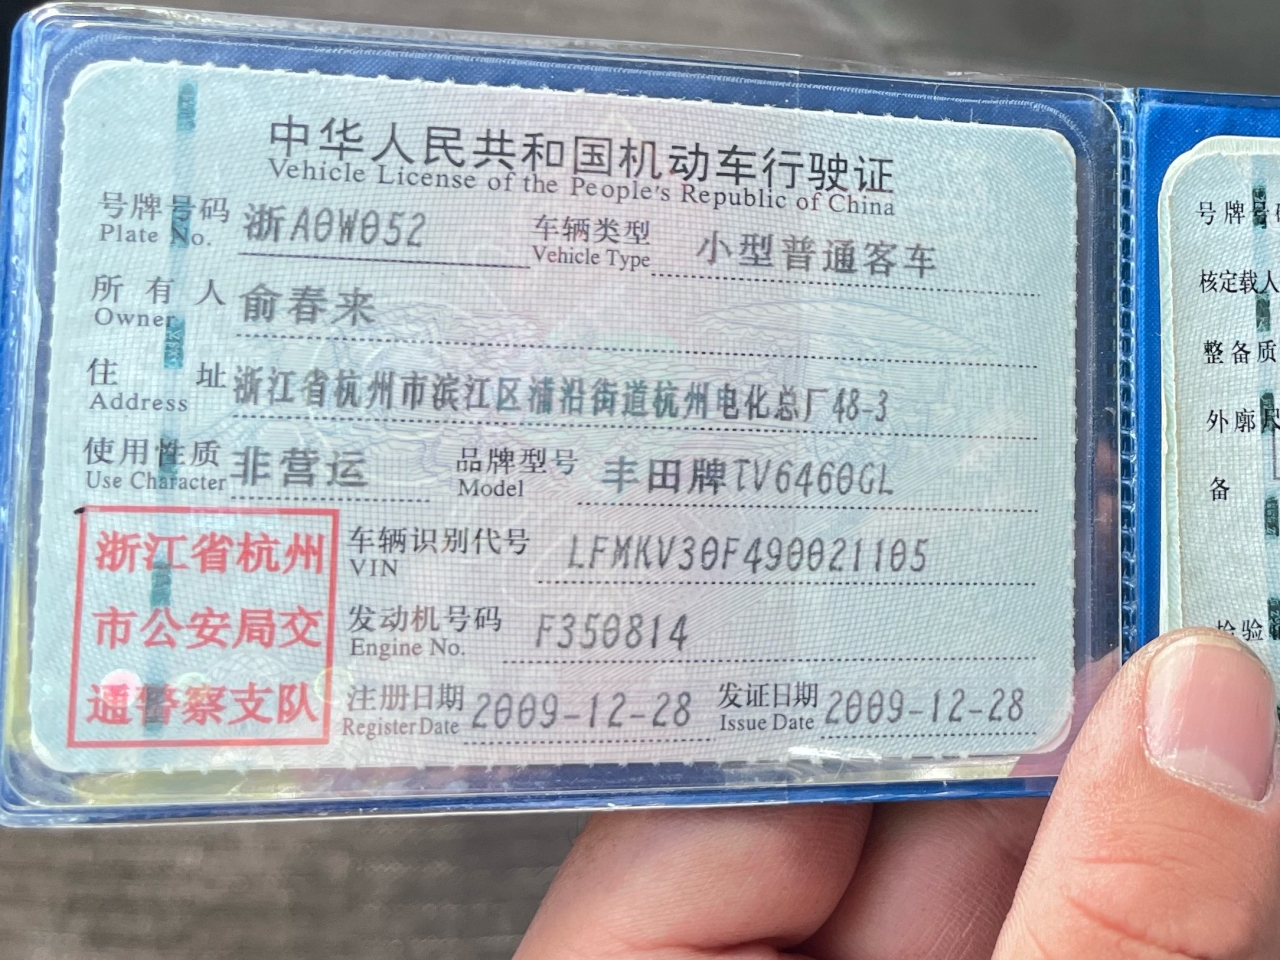 中华人民共和国机动车行驶证
Vehicle License of the People's Republic of China
号牌号码 浙A0W052 车辆类型 小型普通客车
Plate No. Vehicle Type
所有人 俞春来
Owner
住址 浙江省杭州市滨江区浦沿街道杭州电化总厂48-3
Address
使用性质 非营运 品牌型号 丰田牌TV6460GL
Use Character Model
浙江省杭州
市公安局交
通警察支队
车辆识别代号 LFMKV30F490021105
VIN
发动机号码 F350814
Engine No.
注册日期 2009-12-28 发证日期 2009-12-28
Register Date Issue Date
号牌号
核定载人
整备质
外廓尺
备
检验